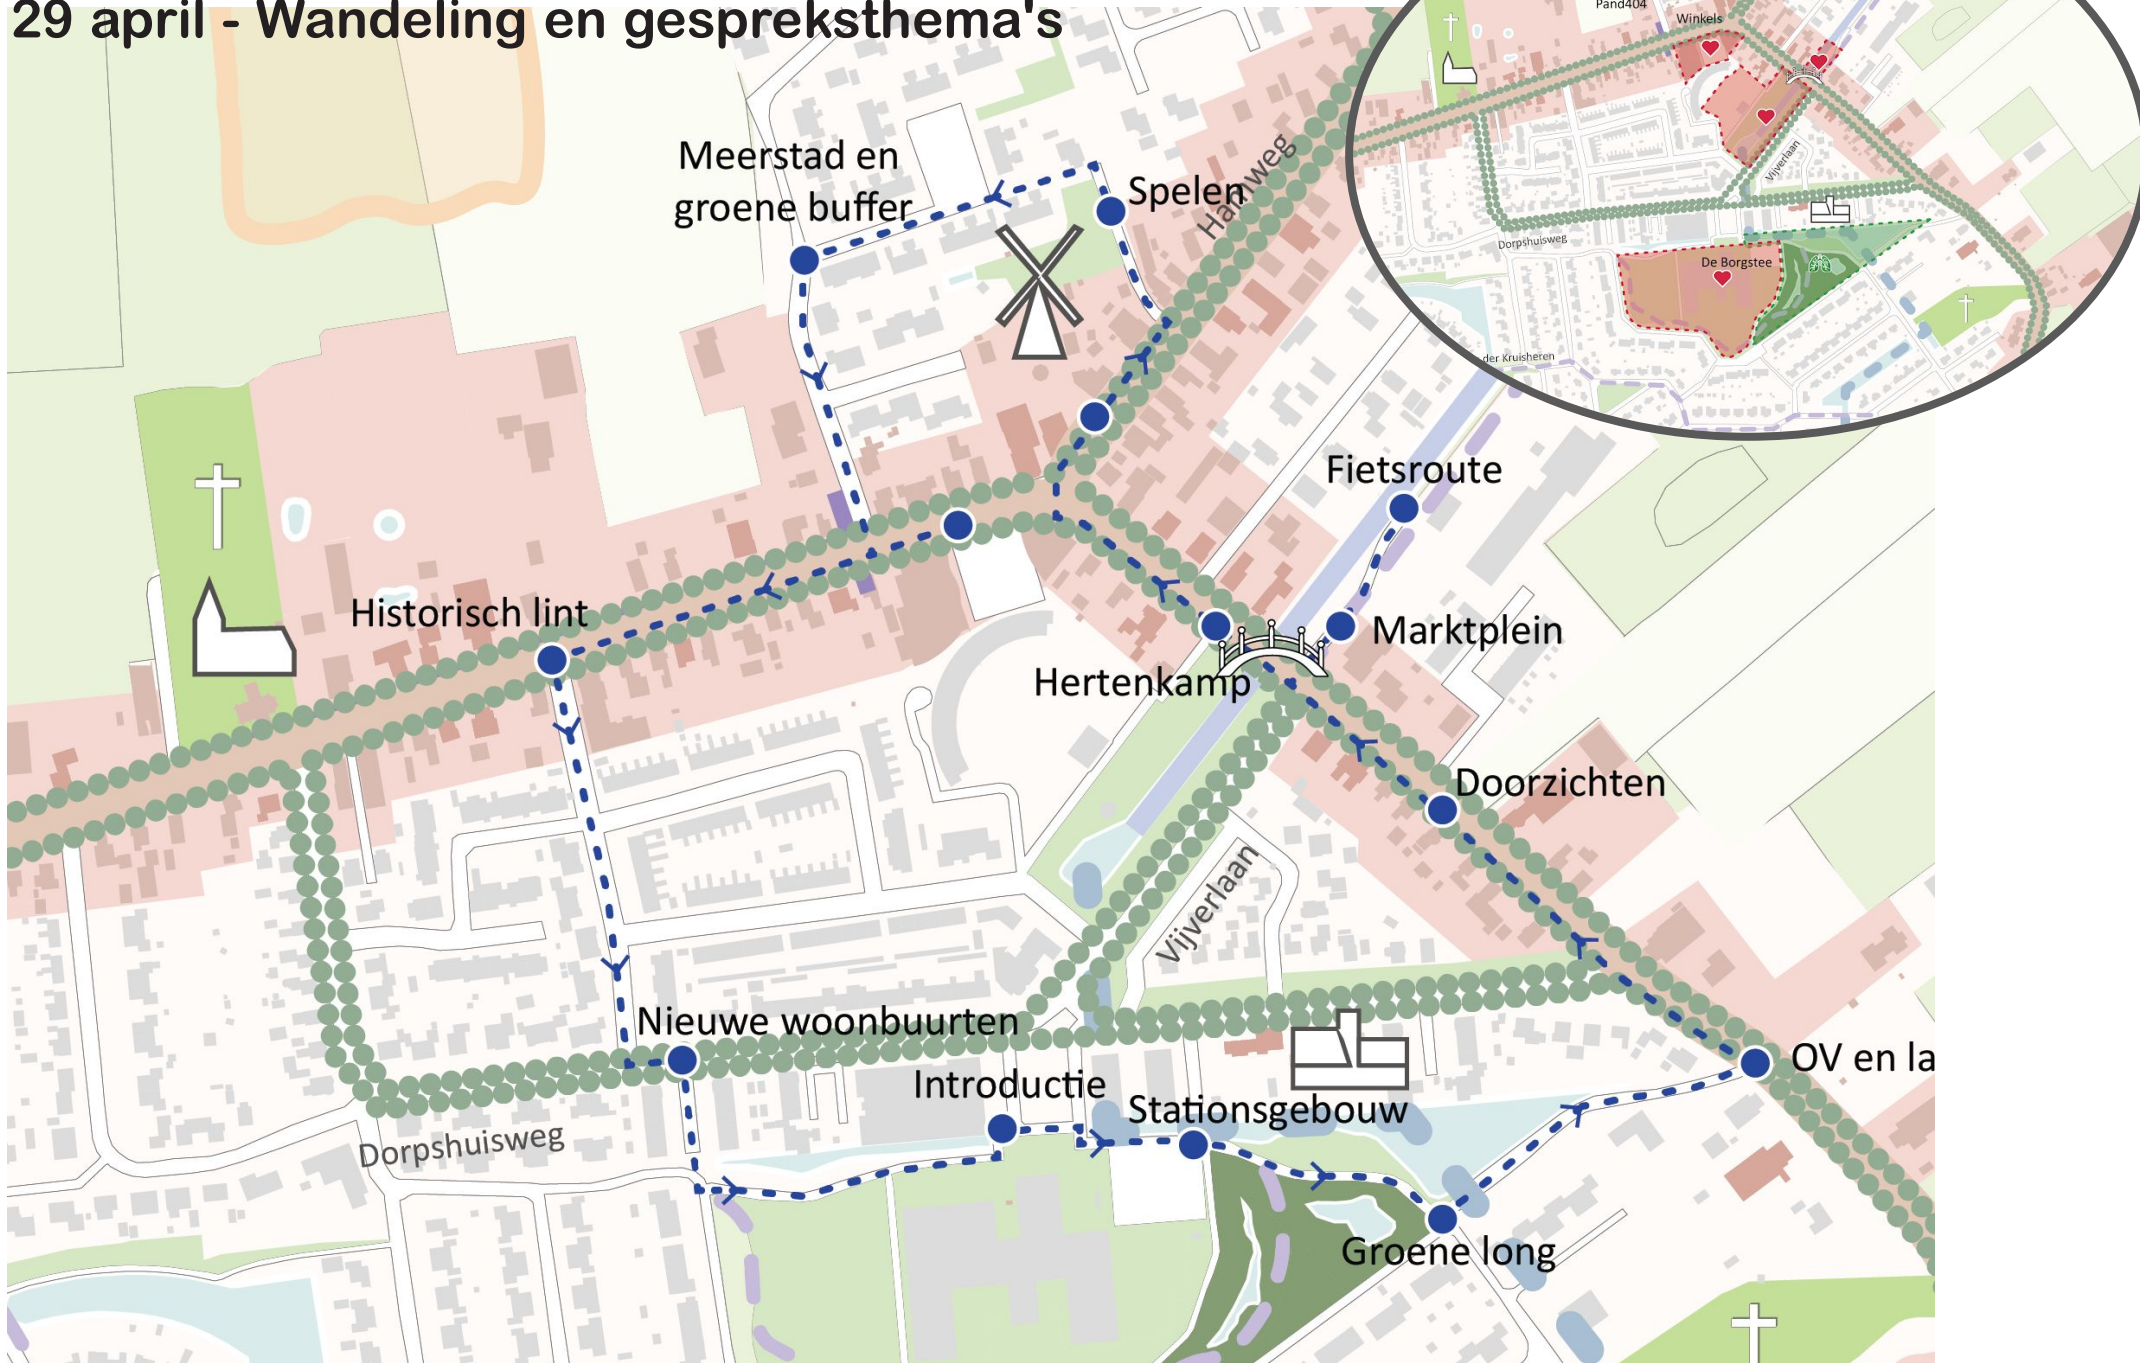 29 april - Wandeling en gespreksthema's
Pand404
Winkels
Vijverlaan
Dorpshuisweg
De Borgstee
der Kruisheren
Meerstad en
groene buffer
Spelen
Hamweg
Fietsroute
Historisch lint
Marktplein
Hertenkamp
Doorzichten
Vijverlaan
Nieuwe woonbuurten
OV en la
Introductie
Stationsgebouw
Dorpshuisweg
Groene long